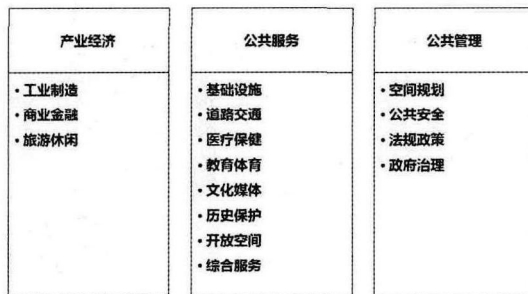 产业经济
• 工业制造
• 商业金融
• 旅游休闲
公共服务
• 基础设施
• 道路交通
• 医疗保健
• 教育体育
• 文化媒体
• 历史保护
• 开放空间
• 综合服务
公共管理
• 空间规划
• 公共安全
• 法规政策
• 政府治理